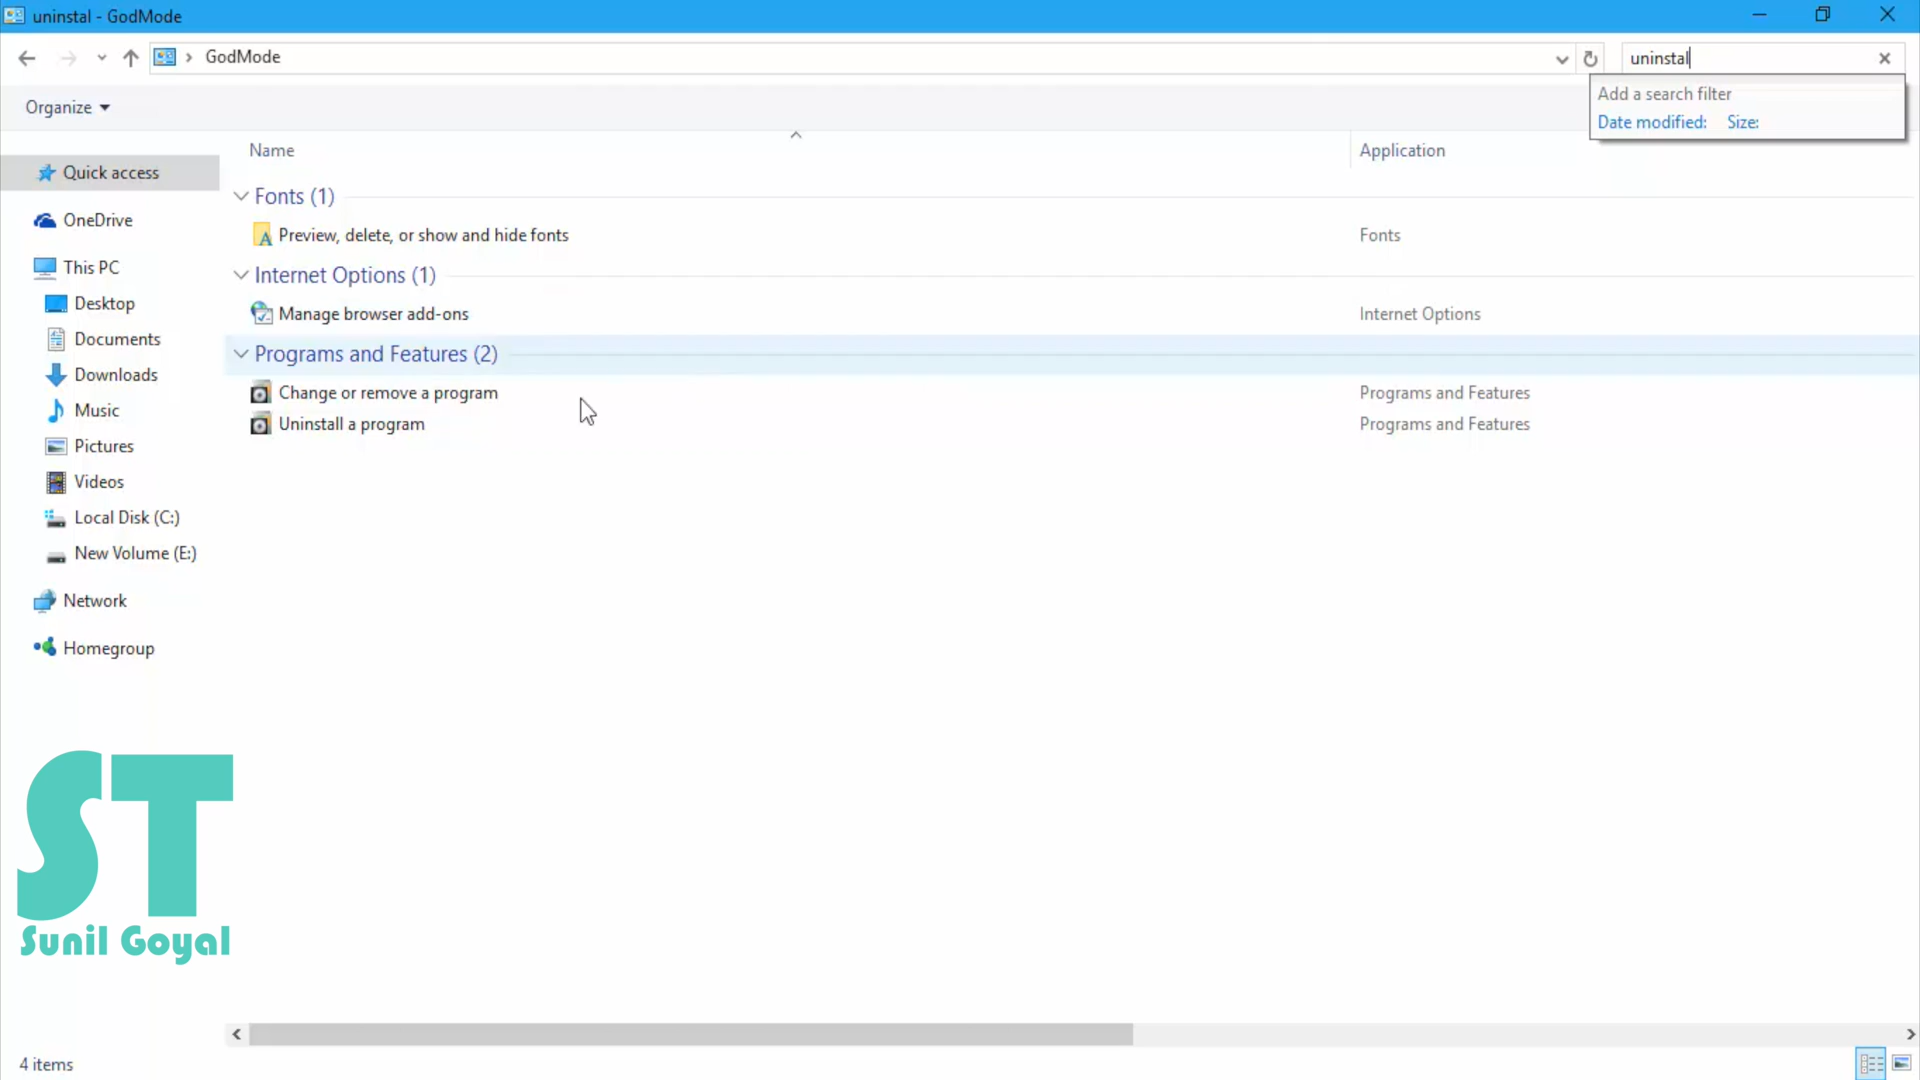 uninstal - GodMode
GodMode
uninstal
Organize
Add a search filter
Date modified: Size:
Name Application
Quick access
OneDrive
This PC
Desktop
Documents
Downloads
Music
Pictures
Videos
Local Disk (C:)
New Volume (E:)
Network
Homegroup
Fonts (1)
Preview, delete, or show and hide fonts Fonts
Internet Options (1)
Manage browser add-ons Internet Options
Programs and Features (2)
Change or remove a program Programs and Features
Uninstall a program Programs and Features
ST
Sunil Goyal
4 items